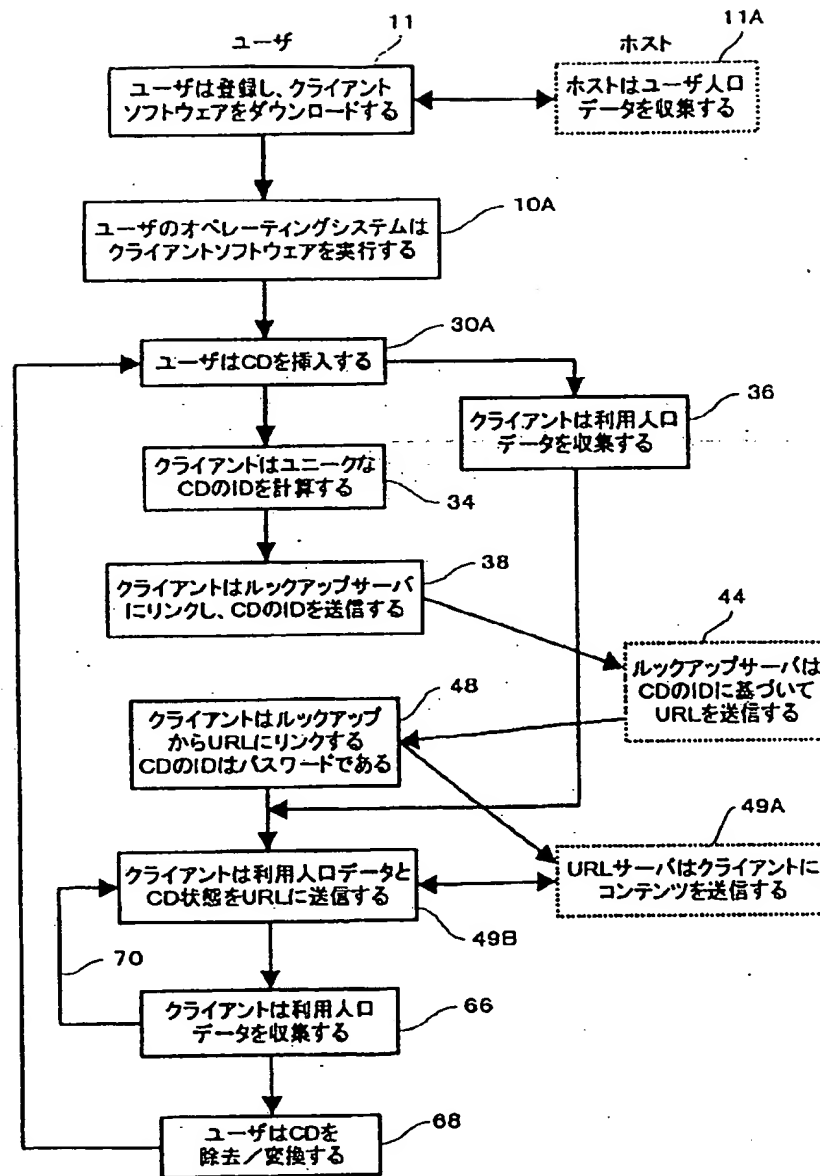 ユーザ
11
ホスト
11A
ユーザは登録し、クライアント
ソフトウェアをダウンロードする
ホストはユーザ人口
データを収集する
10A
ユーザのオペレーティングシステムは
クライアントソフトウェアを実行する
30A
ユーザはCDを挿入する
36
クライアントは利用人口
データを収集する
クライアントはユニークな
CDのIDを計算する
34
38
クライアントはルックアップサーバ
にリンクし、CDのIDを送信する
44
ルックアップサーバは
CDのIDに基づいて
URLを送信する
48
クライアントはルックアップ
からURLにリンクする
CDのIDはパスワードである
49A
URLサーバはクライアントに
コンテンツを送信する
クライアントは利用人口データと
CD状態をURLに送信する
49B
70
クライアントは利用人口
データを収集する
66
ユーザはCDを
除去/変換する
68